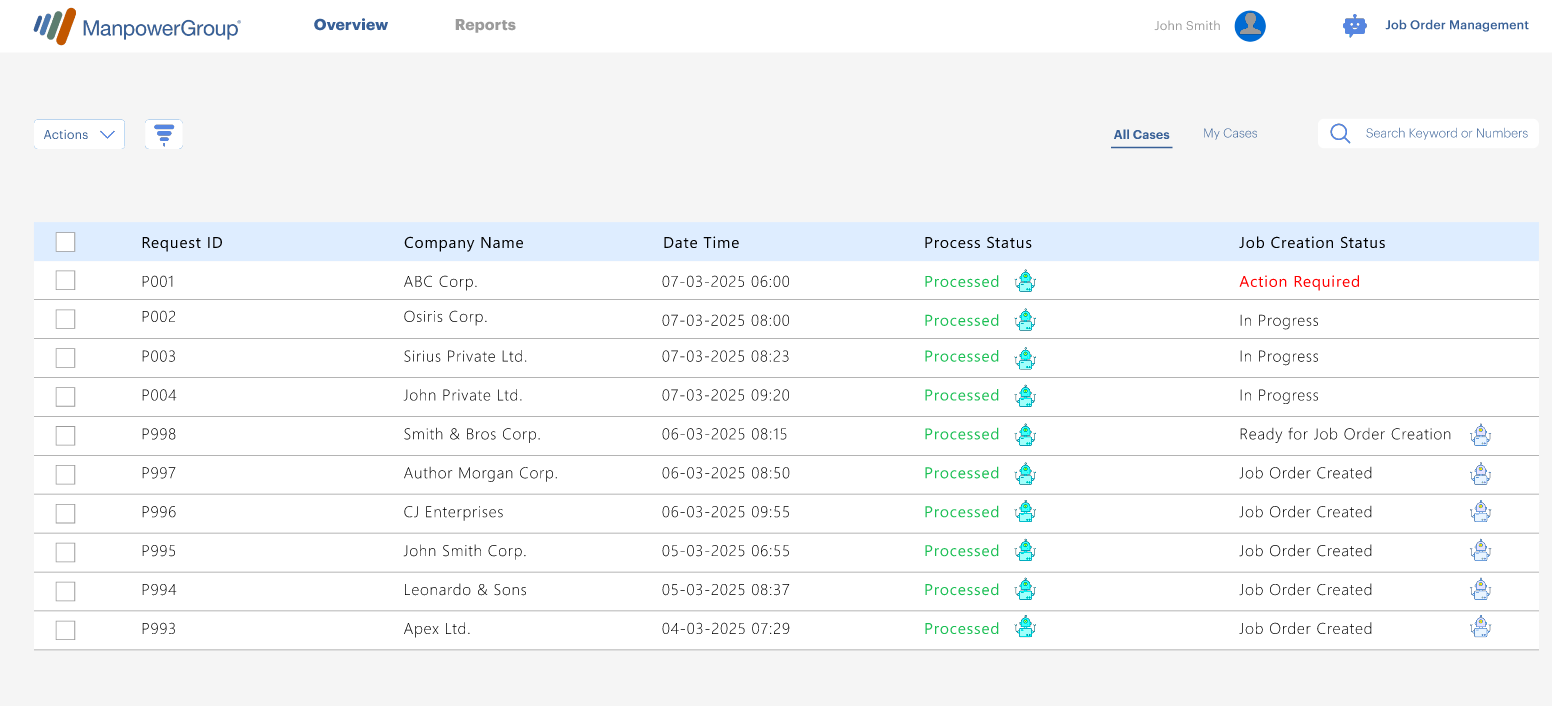 ManpowerGroup® Overview Reports John Smith Job Order Management
Actions All Cases My Cases Search Keyword or Numbers
Request ID Company Name Date Time Process Status Job Creation Status
P001 ABC Corp. 07-03-2025 06:00 Processed Action Required
P002 Osiris Corp. 07-03-2025 08:00 Processed In Progress
P003 Sirius Private Ltd. 07-03-2025 08:23 Processed In Progress
P004 John Private Ltd. 07-03-2025 09:20 Processed In Progress
P998 Smith & Bros Corp. 06-03-2025 08:15 Processed Ready for Job Order Creation
P997 Author Morgan Corp. 06-03-2025 08:50 Processed Job Order Created
P996 CJ Enterprises 06-03-2025 09:55 Processed Job Order Created
P995 John Smith Corp. 05-03-2025 06:55 Processed Job Order Created
P994 Leonardo & Sons 05-03-2025 08:37 Processed Job Order Created
P993 Apex Ltd. 04-03-2025 07:29 Processed Job Order Created